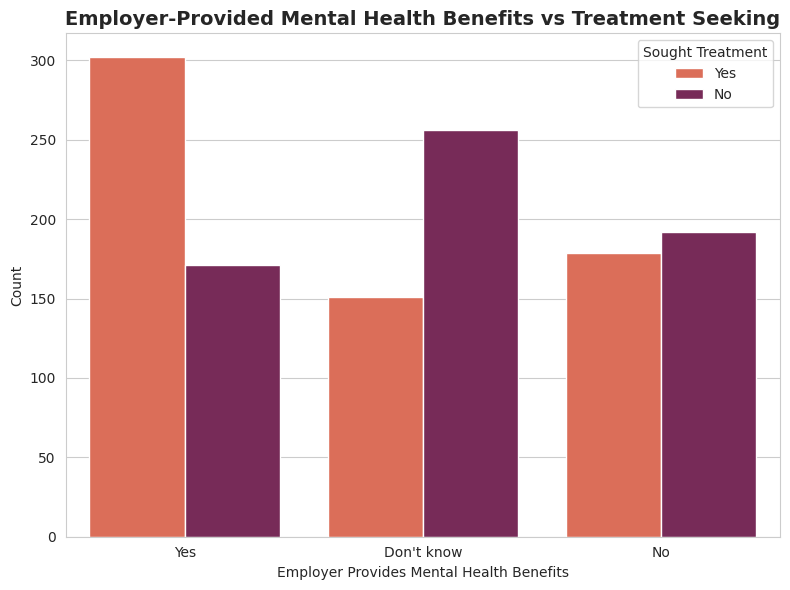 Employer-Provided Mental Health Benefits vs Treatment Seeking
Sought Treatment
Yes
No
300
250
200
150
100
50
0
Count
Yes
Don't know
No
Employer Provides Mental Health Benefits